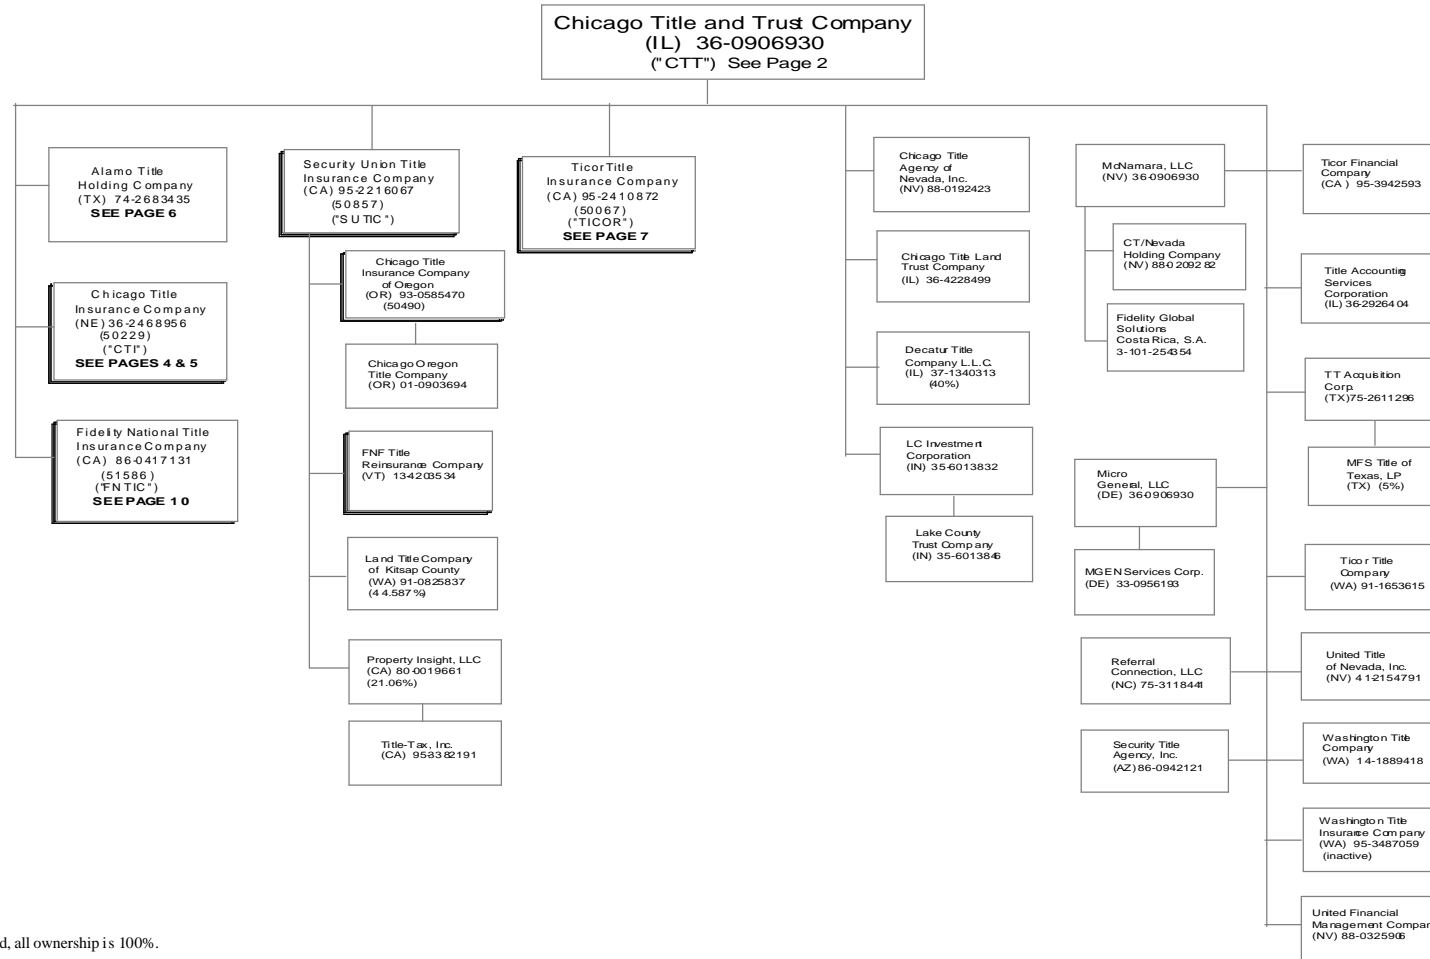 Chicago Title and Trust Company
(IL) 36-0906930
("CTT") See Page 2
Alamo Title
Holding Company
(TX) 74-2683435
SEE PAGE 6
Chicago Title
Insurance Company
(NE) 36-2468956
(50229)
("CTI")
SEE PAGES 4 & 5
Fidelity National Title
Insurance Company
(CA) 86-0417131
(51586)
("FNTIC")
SEE PAGE 10
Security Union Title
Insurance Company
(CA) 95-2216067
(50857)
("SUTIC")
Chicago Title
Insurance Company
of Oregon
(OR) 93-0585470
(50490)
Chicago Oregon
Title Company
(OR) 01-0903694
FNF Title
Reinsurance Company
(VT) 13-4203534
Land Title Company
of Kitsap County
(WA) 91-0825837
(44.587%)
Property Insight, LLC
(CA) 80-0019661
(21.06%)
Title-Tax, Inc.
(CA) 95-3382191
Ticor Title
Insurance Company
(CA) 95-2410872
(50067)
("TICOR")
SEE PAGE 7
Chicago Title
Agency of
Nevada, Inc.
(NV) 88-0192423
Chicago Title Land
Trust Company
(IL) 36-4228499
Decatur Title
Company L.L.C.
(IL) 37-1340313
(40%)
LC Investment
Corporation
(IN) 35-6013832
Lake County
Trust Company
(IN) 35-6013846
McNamara, LLC
(NV) 36-0906930
CT/Nevada
Holding Company
(NV) 88-0209282
Fidelity Global
Solutions
Costa Rica, S.A.
3-101-254354
Micro
General, LLC
(DE) 36-0906930
MGEN Services Corp.
(DE) 33-0956193
Referral
Connection, LLC
(NC) 75-3118441
Security Title
Agency, Inc.
(AZ) 86-0942121
Ticor Financial
Company
(CA) 95-3942593
Title Accounting
Services
Corporation
(IL) 36-2926404
TT Acquisition
Corp.
(TX) 75-2611296
MFS Title of
Texas, LP
(TX) (5%)
Ticor Title
Company
(WA) 91-1653615
United Title
of Nevada, Inc.
(NV) 41-2154791
Washington Title
Company
(WA) 14-1889418
Washington Title
Insurance Company
(WA) 95-3487059
(inactive)
United Financial
Management Compan
(NV) 88-0325906
d, all ownership is 100%.